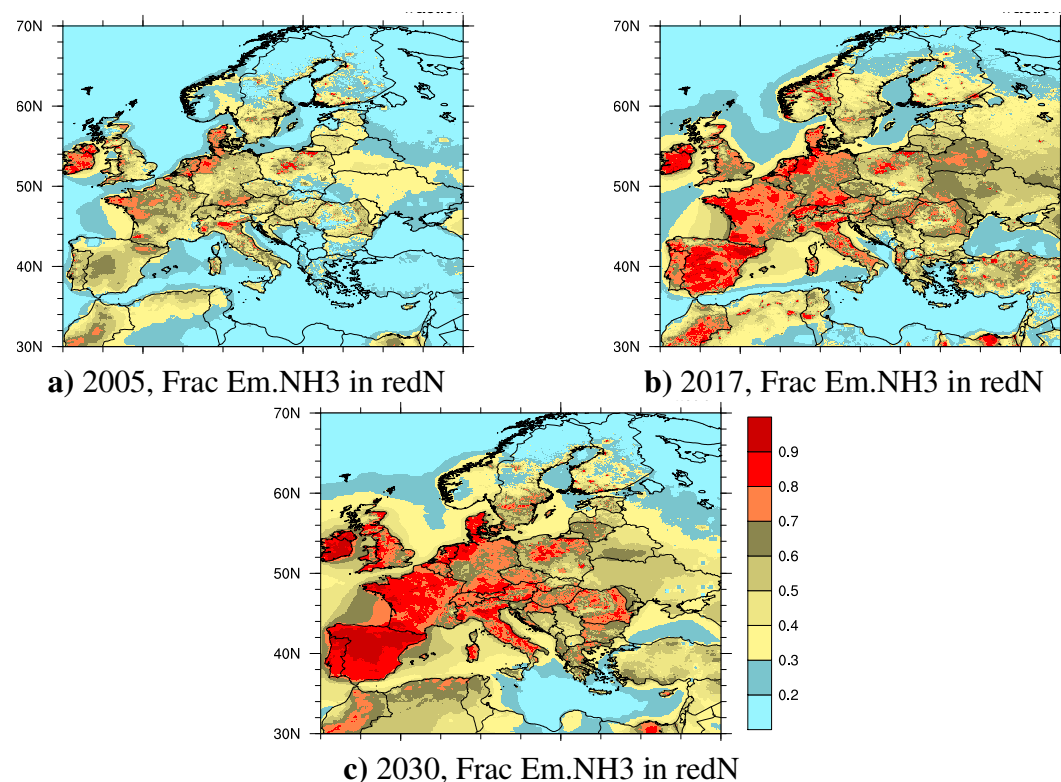 70N
60N
50N
40N
30N
a) 2005, Frac Em.NH3 in redN
70N
60N
50N
40N
30N
b) 2017, Frac Em.NH3 in redN
70N
60N
50N
40N
30N
0.9
0.8
0.7
0.6
0.5
0.4
0.3
0.2
c) 2030, Frac Em.NH3 in redN